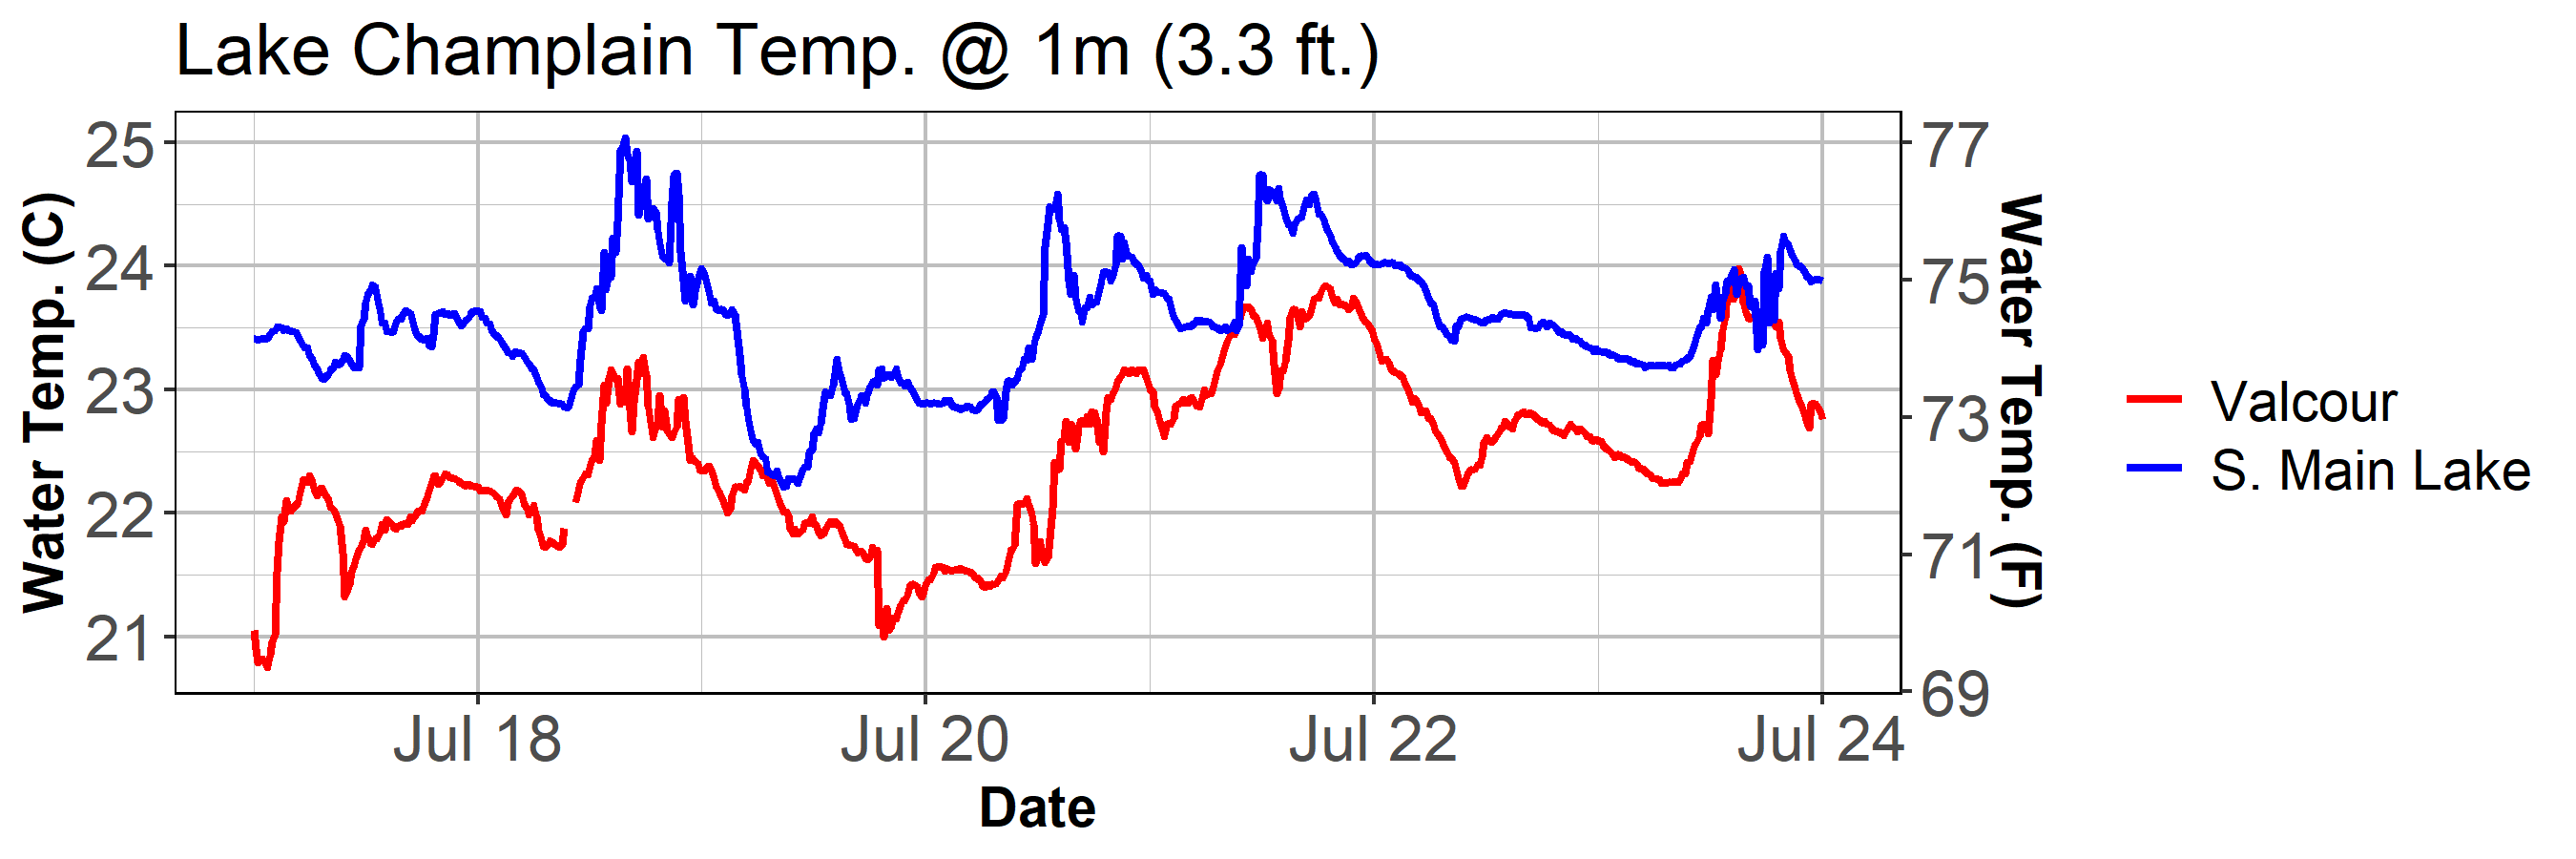 Lake Champlain Temp. @ 1m (3.3 ft.)
Water Temp. (C)
25
24
23
22
21
77
75
73
71
69
Water Temp. (F)
Jul 18
Jul 20
Jul 22
Jul 24
Date
Valcour
S. Main Lake